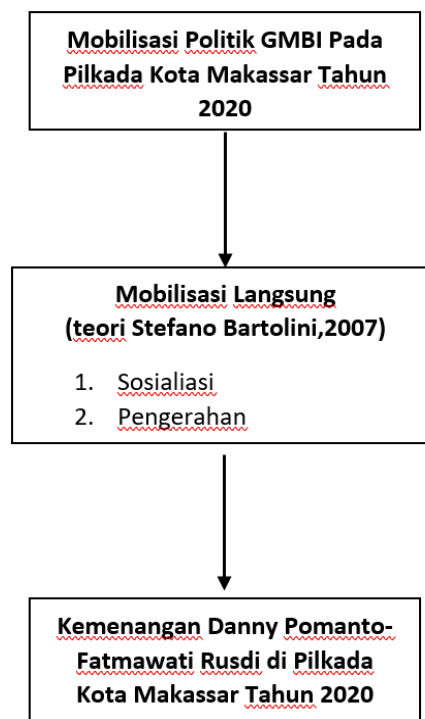 Mobilisasi Politik GMBI Pada
Pilkada Kota Makassar Tahun
2020
Mobilisasi Langsung
(teori Stefano Bartolini,2007)
1. Sosialiasi
2. Pengerahan
Kemenangan Danny Pomanto-
Fatmawati Rusdi di Pilkada
Kota Makassar Tahun 2020